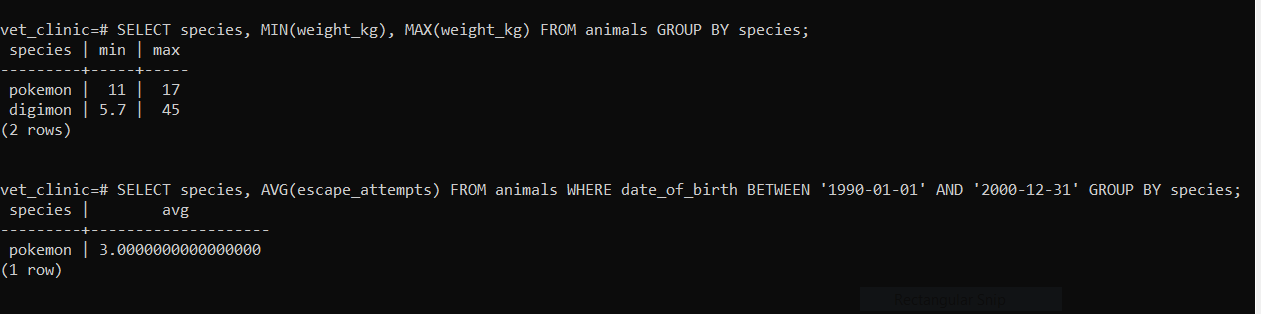 vet_clinic=# SELECT species, MIN(weight_kg), MAX(weight_kg) FROM animals GROUP BY species;
 species | min | max
---------+-----+-----
 pokemon |  11 |  17
 digimon | 5.7 |  45
(2 rows)
vet_clinic=# SELECT species, AVG(escape_attempts) FROM animals WHERE date_of_birth BETWEEN '1990-01-01' AND '2000-12-31' GROUP BY species;
 species |        avg
---------+--------------------
 pokemon | 3.0000000000000000
(1 row)
Rectangular Snip